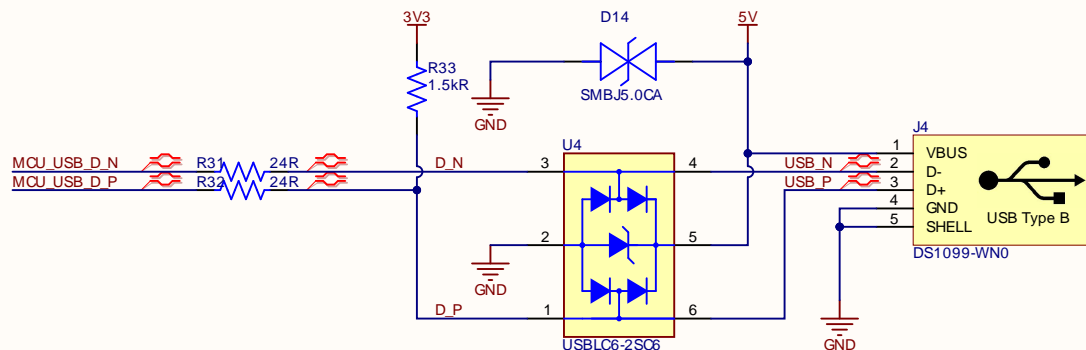 3V3
D14
5V
R33
1.5kR
SMBJ5.0CA
GND
U4
J4
MCU_USB_D_N
R31
24R
D_N
3
4
USB_N
1
VBUS
2
D-
MCU_USB_D_P
R32
24R
USB_P
3
D+
4
GND
5
SHELL
USB Type B
2
5
GND
DS1099-WN0
D_P
1
6
GND
USBLC6-2SC6